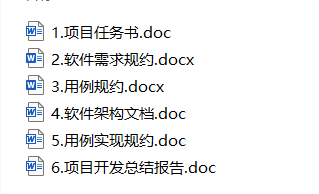 1.项目任务书.doc
2.软件需求规约.docx
3.用例规约.docx
4.软件架构文档.doc
5.用例实现规约.doc
6.项目开发总结报告.doc